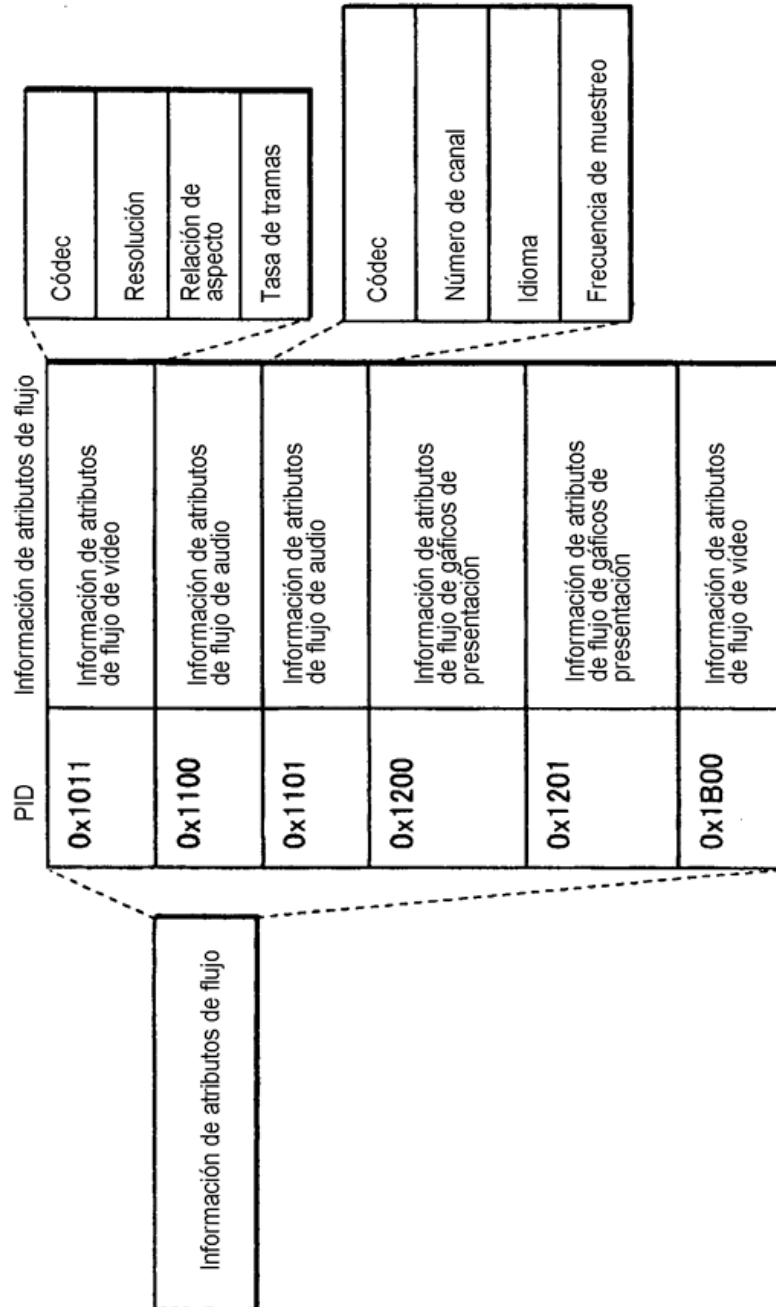 Información de atributos de flujo
PID
Información de atributos de flujo
0x1011
Información de atributos
de flujo de vídeo
0x1100
Información de atributos
de flujo de audio
0x1101
Información de atributos
de flujo de audio
0x1200
Información de atributos
de flujo de gáficos de
presentación
0x1201
Información de atributos
de flujo de gáficos de
presentación
0x1B00
Información de atributos
de flujo de vídeo
Códec
Resolución
Relación de
aspecto
Tasa de tramas
Códec
Número de canal
Idioma
Frecuencia de muestreo